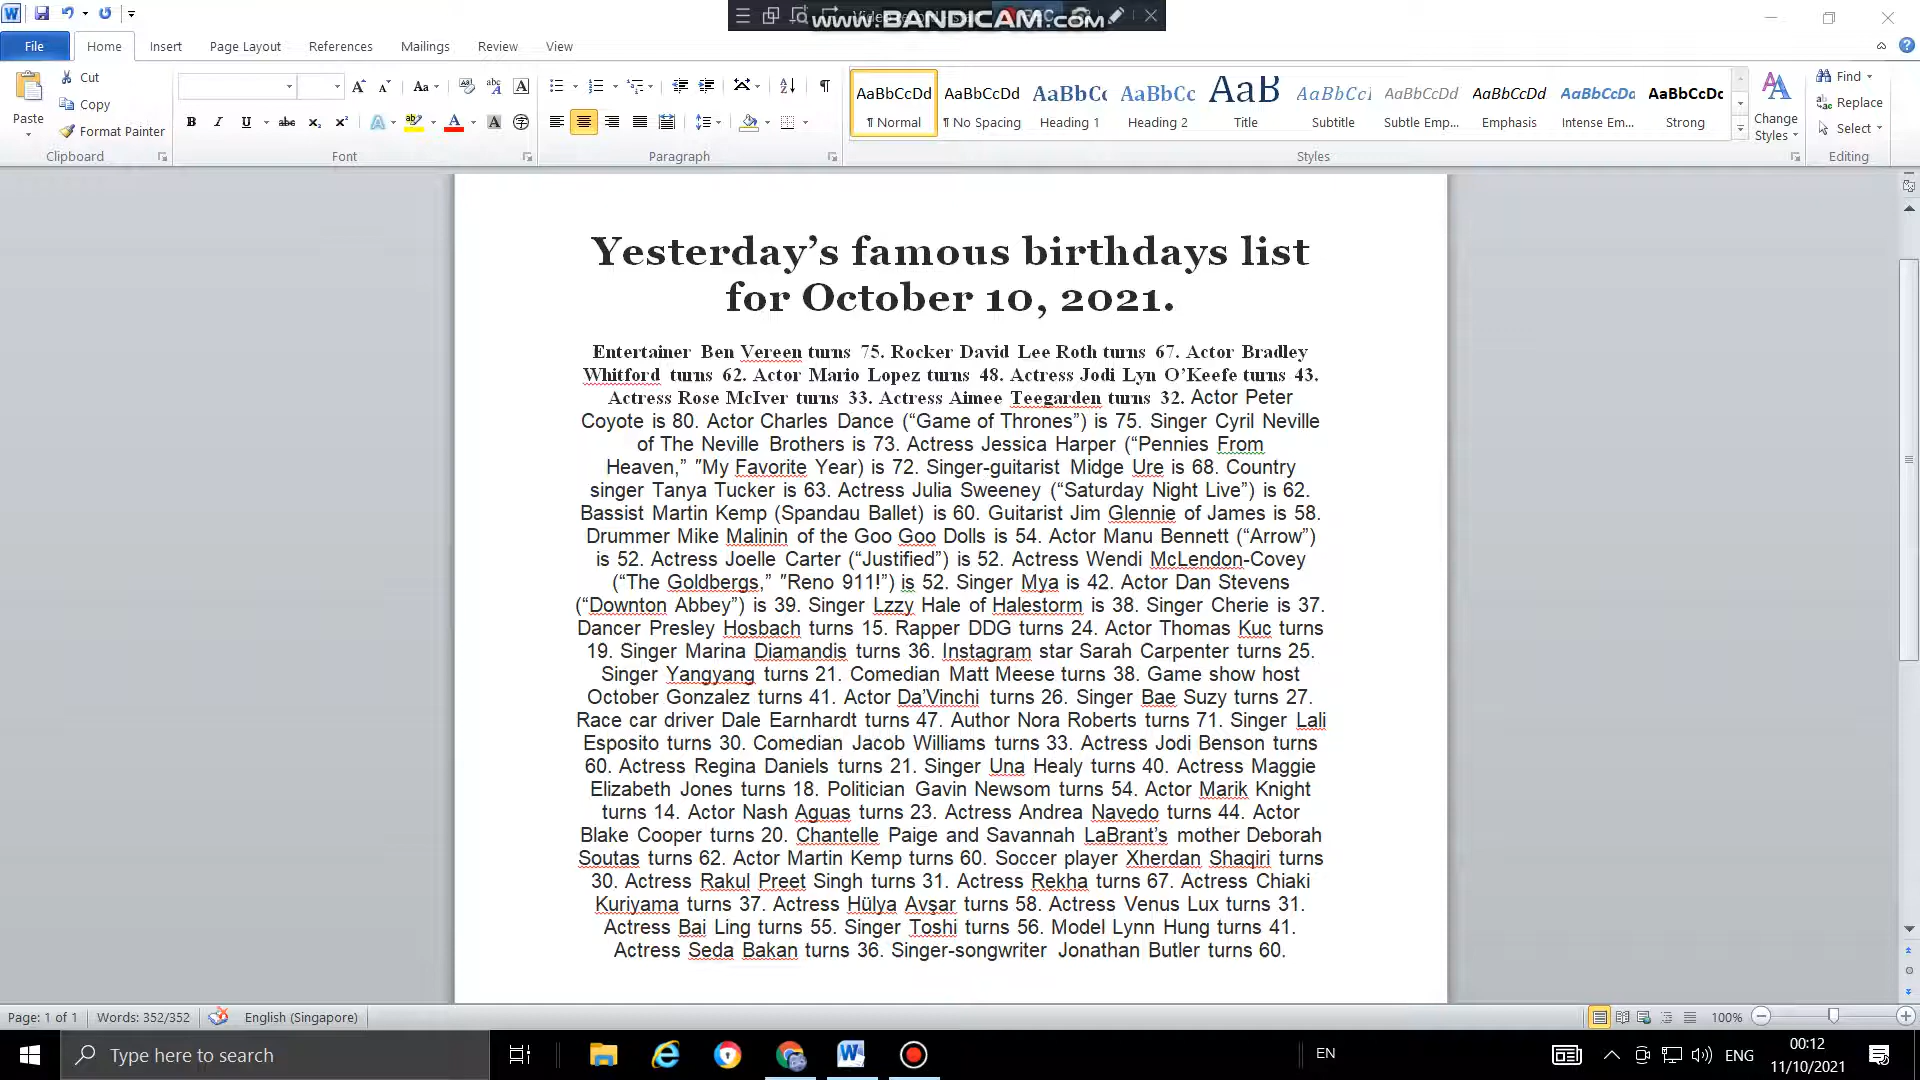 www.BANDICAM.com
File
Home
Insert
Page Layout
References
Mailings
Review
View
Paste
Cut
Copy
Format Painter
Clipboard
Font
Paragraph
AaBbCcDd
¶ Normal
AaBbCcDd
¶ No Spacing
AaBbCc
Heading 1
AaBbCc
Heading 2
AaB
Title
AaBbCcI
Subtitle
AaBbCcDd
Subtle Emp...
AaBbCcDd
Emphasis
AaBbCcDd
Intense Em...
AaBbCcDc
Strong
Change
Styles
Styles
Find
Replace
Select
Editing
Yesterday’s famous birthdays list
for October 10, 2021.
Entertainer Ben Vereen turns 75. Rocker David Lee Roth turns 67. Actor Bradley
Whitford turns 62. Actor Mario Lopez turns 48. Actress Jodi Lyn O’Keefe turns 43.
Actress Rose McIver turns 33. Actress Aimee Teegarden turns 32. Actor Peter
Coyote is 80. Actor Charles Dance (“Game of Thrones”) is 75. Singer Cyril Neville
of The Neville Brothers is 73. Actress Jessica Harper (“Pennies From
Heaven,” "My Favorite Year) is 72. Singer-guitarist Midge Ure is 68. Country
singer Tanya Tucker is 63. Actress Julia Sweeney (“Saturday Night Live”) is 62.
Bassist Martin Kemp (Spandau Ballet) is 60. Guitarist Jim Glennie of James is 58.
Drummer Mike Malinin of the Goo Goo Dolls is 54. Actor Manu Bennett (“Arrow”)
is 52. Actress Joelle Carter (“Justified”) is 52. Actress Wendi McLendon-Covey
(“The Goldbergs,” "Reno 911!”) is 52. Singer Mya is 42. Actor Dan Stevens
(“Downton Abbey”) is 39. Singer Lzzy Hale of Halestorm is 38. Singer Cherie is 37.
Dancer Presley Hosbach turns 15. Rapper DDG turns 24. Actor Thomas Kuc turns
19. Singer Marina Diamandis turns 36. Instagram star Sarah Carpenter turns 25.
Singer Yangyang turns 21. Comedian Matt Meese turns 38. Game show host
October Gonzalez turns 41. Actor Da’Vinchi turns 26. Singer Bae Suzy turns 27.
Race car driver Dale Earnhardt turns 47. Author Nora Roberts turns 71. Singer Lali
Esposito turns 30. Comedian Jacob Williams turns 33. Actress Jodi Benson turns
60. Actress Regina Daniels turns 21. Singer Una Healy turns 40. Actress Maggie
Elizabeth Jones turns 18. Politician Gavin Newsom turns 54. Actor Marik Knight
turns 14. Actor Nash Aguas turns 23. Actress Andrea Navedo turns 44. Actor
Blake Cooper turns 20. Chantelle Paige and Savannah LaBrant’s mother Deborah
Soutas turns 62. Actor Martin Kemp turns 60. Soccer player Xherdan Shaqiri turns
30. Actress Rakul Preet Singh turns 31. Actress Rekha turns 67. Actress Chiaki
Kuriyama turns 37. Actress Hülya Avşar turns 58. Actress Venus Lux turns 31.
Actress Bai Ling turns 55. Singer Toshi turns 56. Model Lynn Hung turns 41.
Actress Seda Bakan turns 36. Singer-songwriter Jonathan Butler turns 60.
Page: 1 of 1
Words: 352/352
English (Singapore)
100%
Type here to search
EN
ENG
00:12
11/10/2021